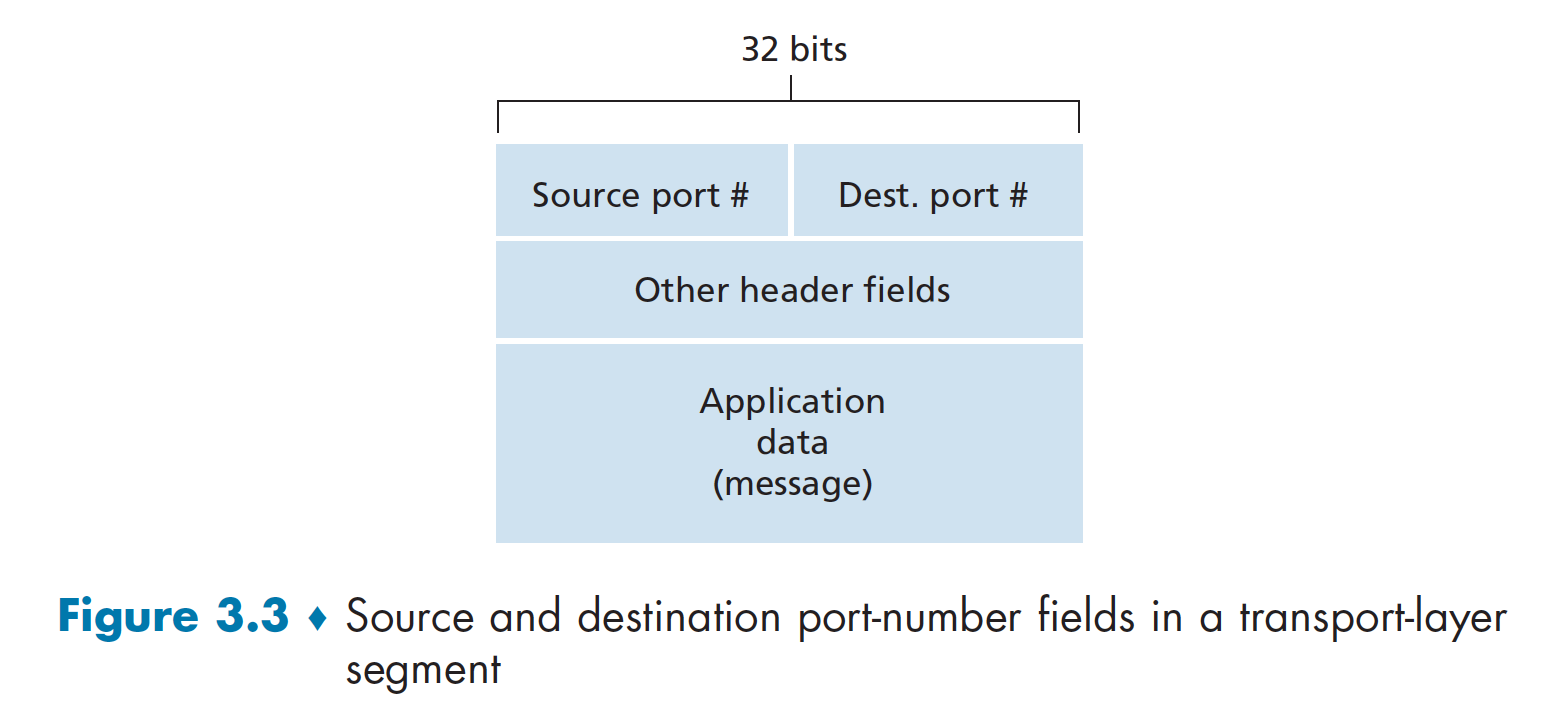 32 bits
Source port #
Dest. port #
Other header fields
Application
data
(message)
Figure 3.3 ♦ Source and destination port-number fields in a transport-layer
segment